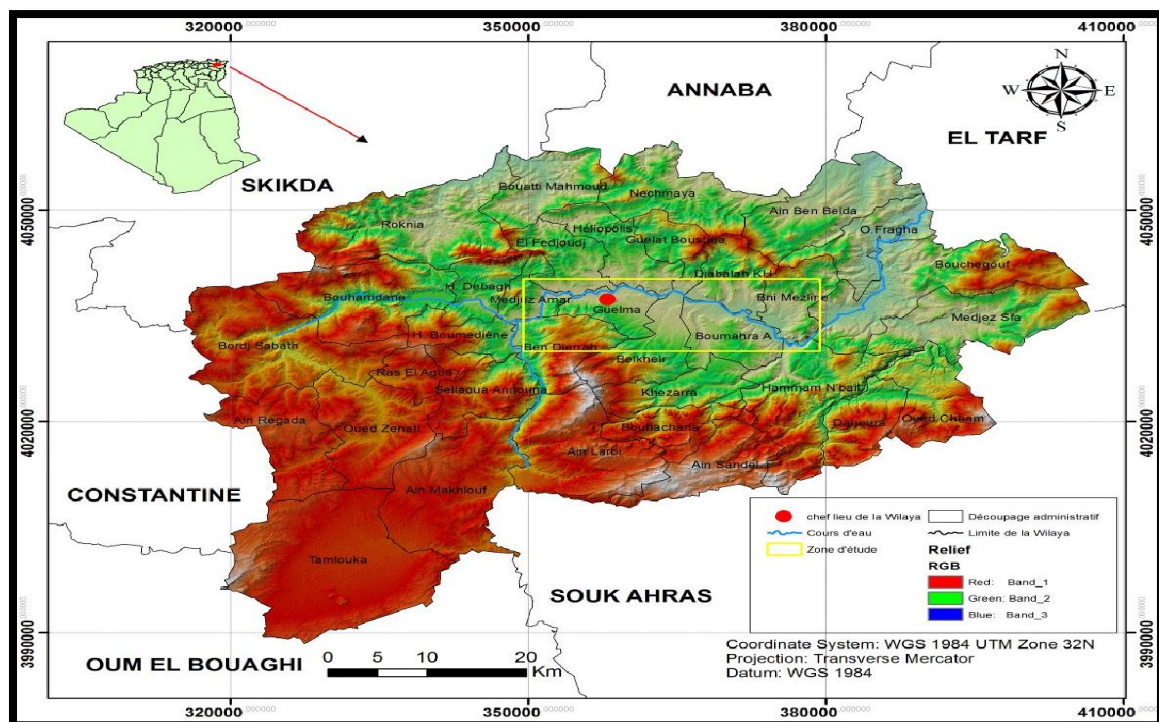 320000 350000 380000 410000
N
W E
S
ANNABA
EL TARF
SKIKDA
4050000 4050000
Bouatti Mahmoud
Nechmaya
Ain Ben Beida
Roknia
Héliopolis
O.Fragha
El Fedjoudj
Guelat Bousbaa
Bouchegouf
Djabalah KH
H. Debagh
Bouhamdane
Medjez Amar
Bni Mezline
Guelma
Medjez Sfa
H. Boumediène
Boumahra A
Bordj Sabath
Ben Djerrah
Belkheir
Ras El Agba
Hammam N'bail
Sellaoua Announa
Khezarra
Ain Regada
Oued Cheham
Dahoura
4020000 4020000
Oued Zenati
Bouhachana
Ain Larbi
Ain Sandel
CONSTANTINE
Ain Makhlouf
chef lieu de la Wilaya
Découpage administratif
Cours d'eau
Limite de la Wilaya
Zone d'étude
Relief
RGB
Tamlouka
Red: Band_1
Green: Band_2
Blue: Band_3
SOUK AHRAS
3990000 3990000
Coordinate System: WGS 1984 UTM Zone 32N
Projection: Transverse Mercator
Datum: WGS 1984
OUM EL BOUAGHI
0 5 10 20
Km
320000 350000 380000 410000